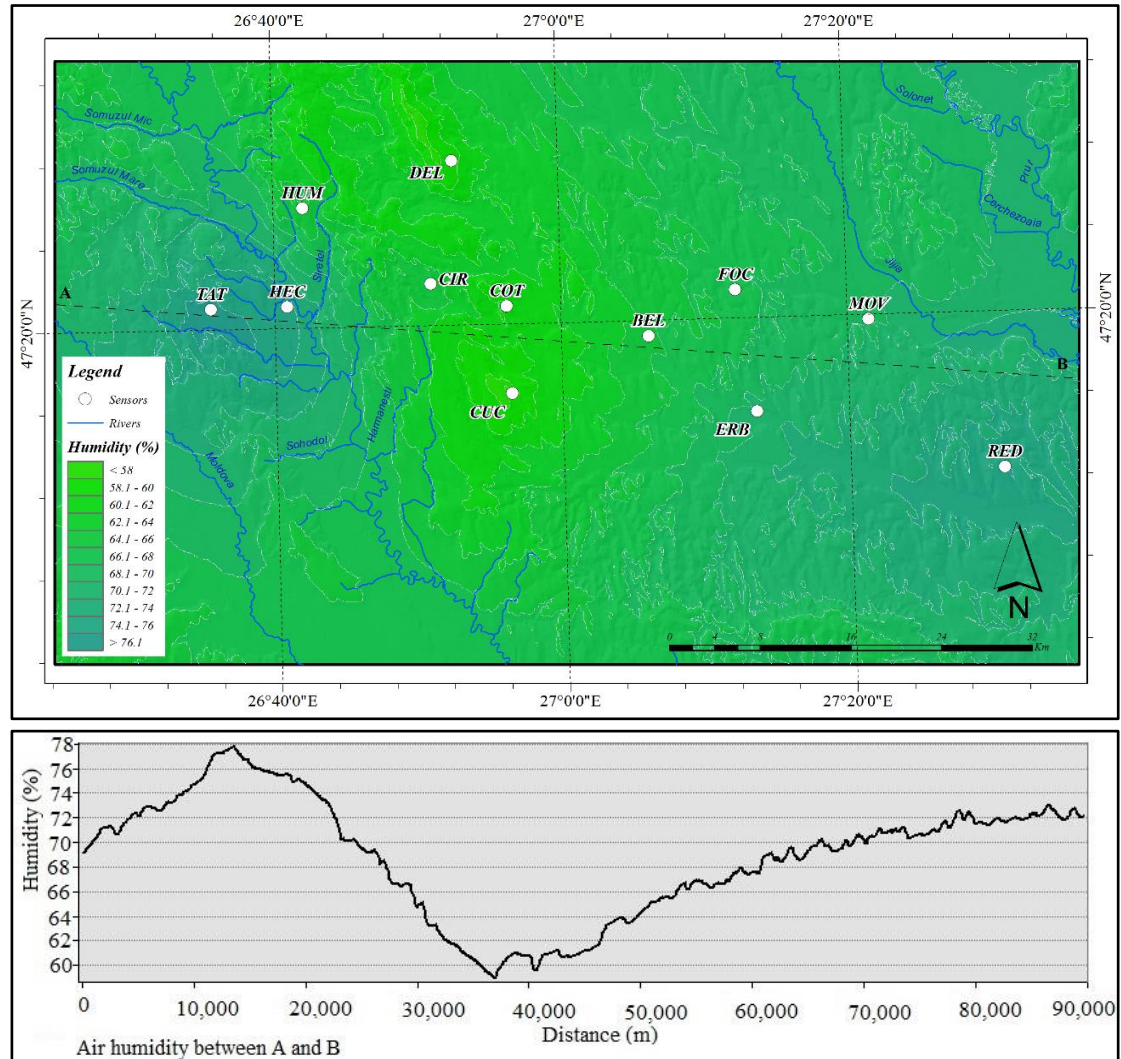 26°40'0"E 27°0'0"E 27°20'0"E
Somuzul Mic
Solonet
Prut
DEL
Somuzul Mare
Cerchezoaia
HUM
Siretel
Jijia
A
TAT HEC CIR COT FOC MOV
47°20'0"N
47°20'0"N
BEL
B
Legend
Sensors
Rivers
Humidity (%)
< 58
58.1 - 60
60.1 - 62
62.1 - 64
64.1 - 66
66.1 - 68
68.1 - 70
70.1 - 72
72.1 - 74
74.1 - 76
> 76.1
Harmanesti
CUC
ERB
Sohodol
Moldova
RED
N
0 4 8 16 24 32
Km
26°40'0"E 27°0'0"E 27°20'0"E
Humidity (%)
78
76
74
72
70
68
66
64
62
60
0 10,000 20,000 30,000 40,000 50,000 60,000 70,000 80,000 90,000
Distance (m)
Air humidity between A and B